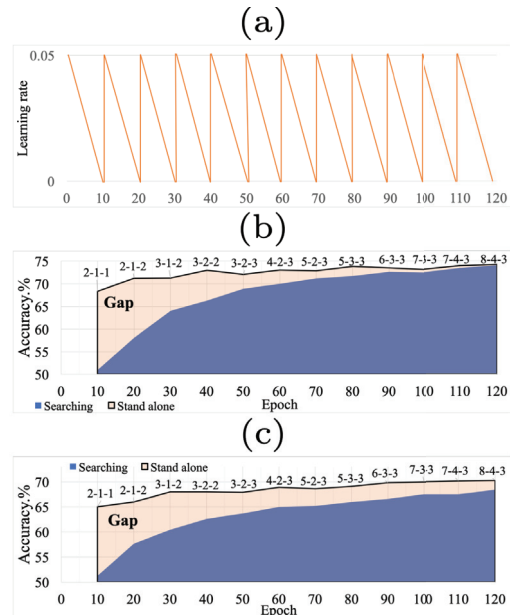 (a)
0.05
Learning rate
0
0 10 20 30 40 50 60 70 80 90 100 110 120
(b)
75
70
65
60
55
50
Accuracy.%
2-1-1 2-1-2 3-1-2 3-2-2 3-2-3 4-2-3 5-2-3 5-3-3 6-3-3 7-3-3 7-4-3 8-4-3
Gap
0 10 20 30 40 50 60 70 80 90 100 110 120
Searching Stand alone
Epoch
(c)
Searching Stand alone
70
65
60
55
50
Accuracy.%
2-1-1 2-1-2 3-1-2 3-2-2 3-2-3 4-2-3 5-2-3 5-3-3 6-3-3 7-3-3 7-4-3 8-4-3
Gap
0 10 20 30 40 50 60 70 80 90 100 110 120
Epoch